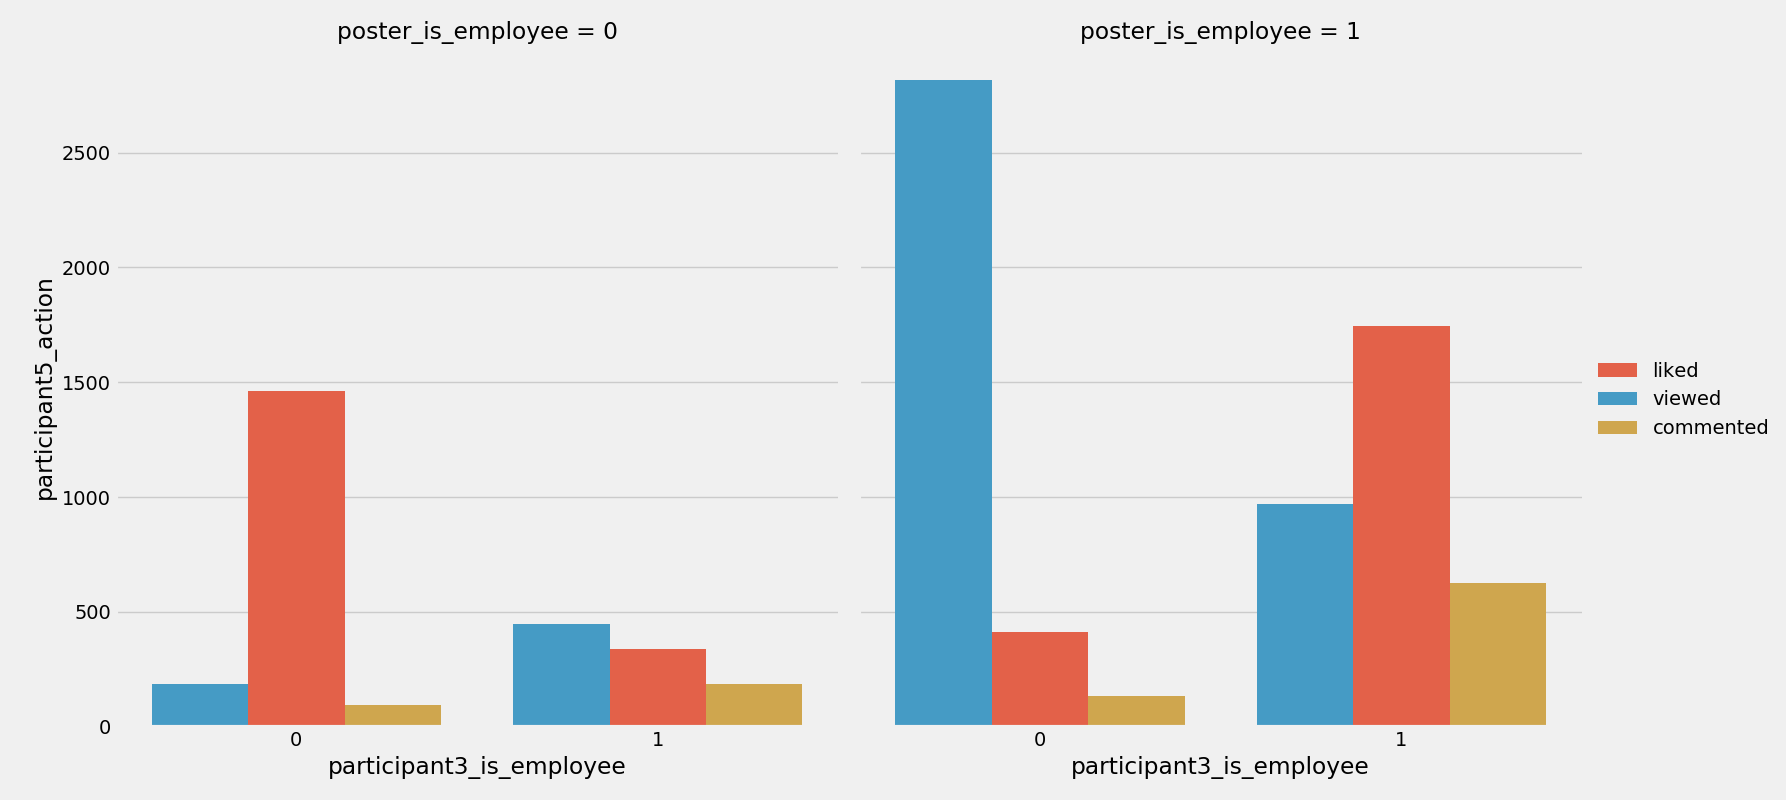 poster_is_employee = 0
poster_is_employee = 1
participant5_action
2500
2000
1500
1000
500
0
0
1
participant3_is_employee
0
1
participant3_is_employee
liked
viewed
commented